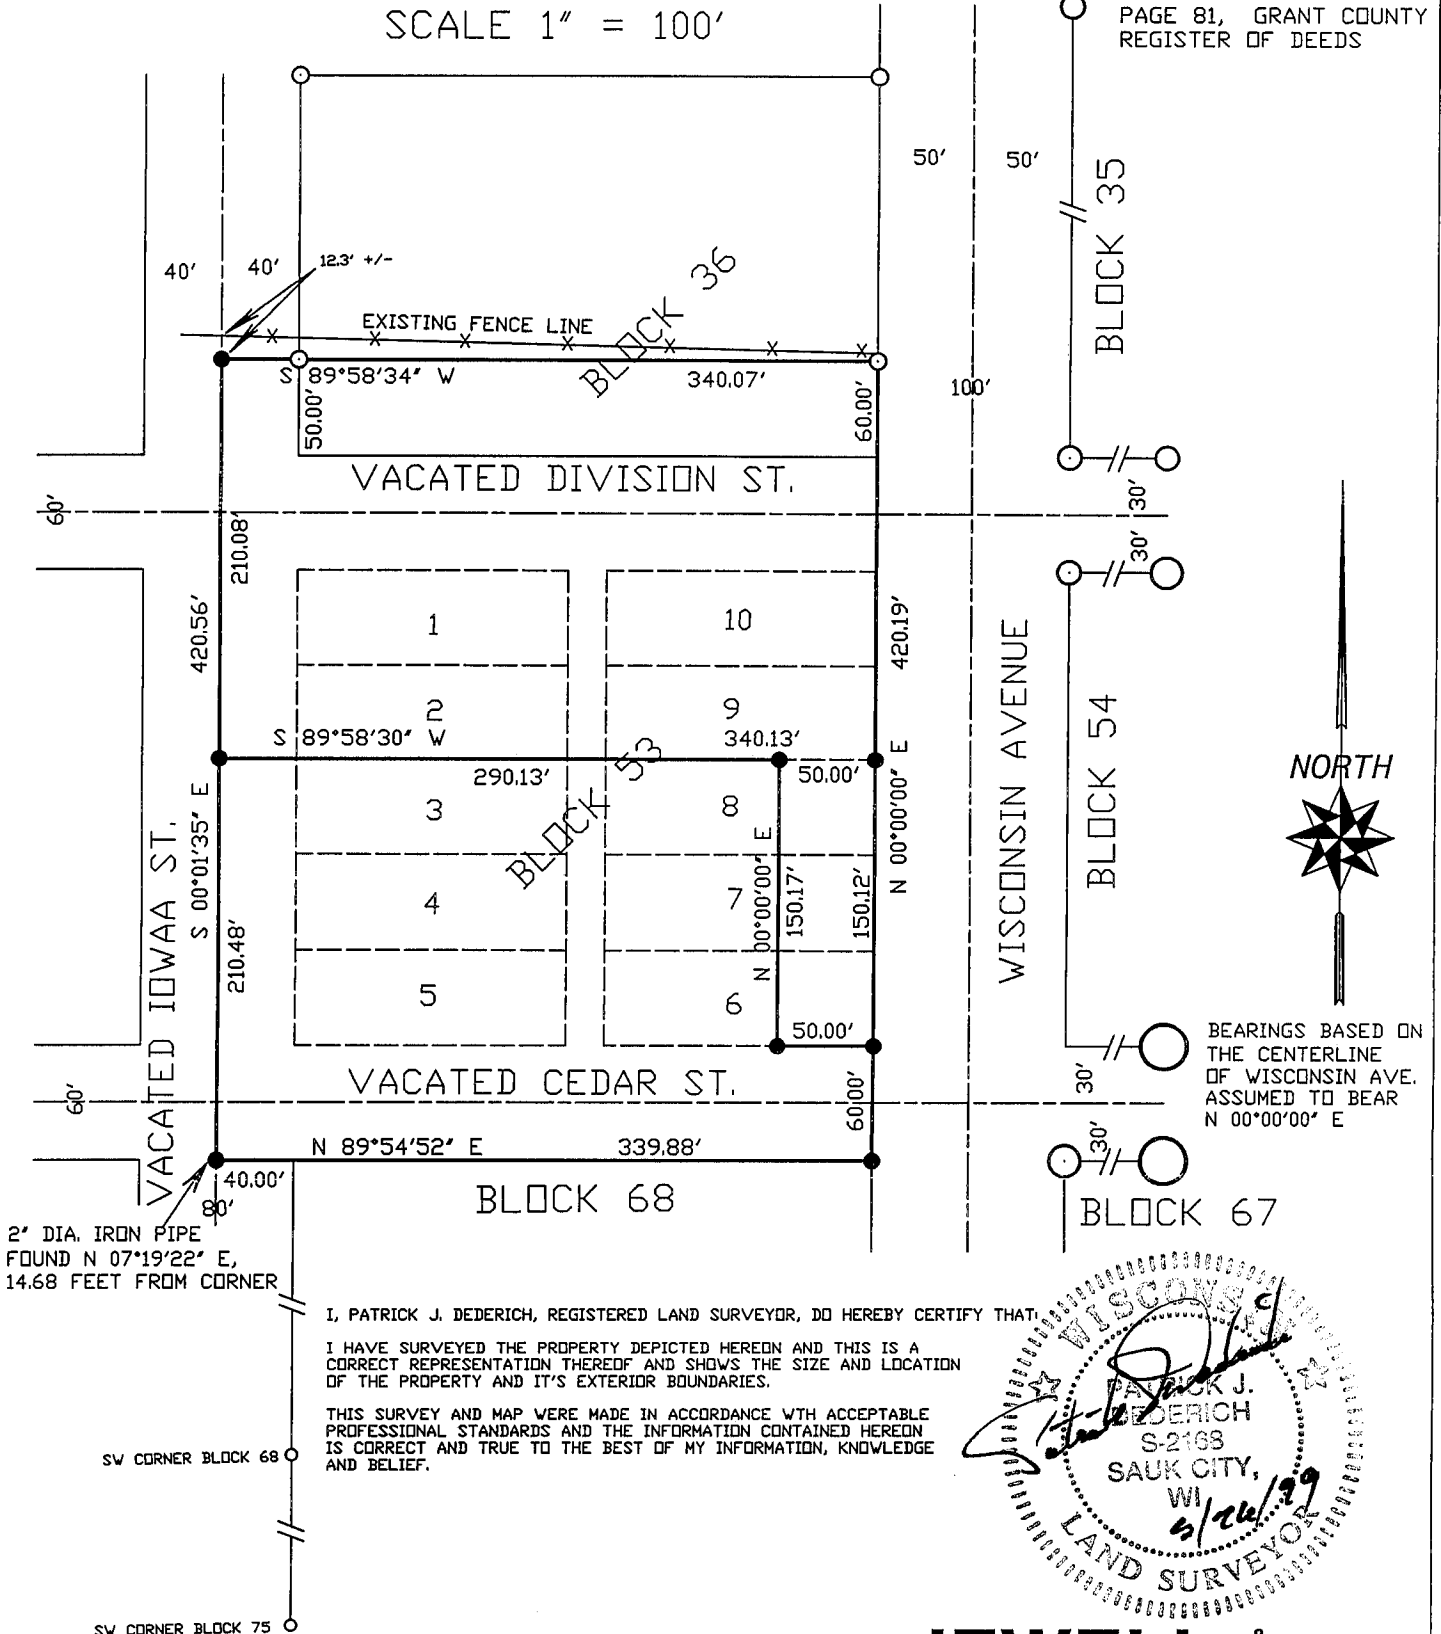 SCALE 1" = 100'
PAGE 81, GRANT COUNTY
REGISTER OF DEEDS
50'
50'
BLOCK 35
40'
40'
12.3' +/-
BLOCK 36
EXISTING FENCE LINE
S 89°58'34" W
340.07'
100'
50.00'
60.00'
VACATED DIVISION ST.
60'
30'
30'
210.08'
420.56'
420.19'
1
10
2
9
S 89°58'30" W
340.13'
290.13'
50.00'
BLOCK 53
N 00°00'00" E
WISCONSIN AVENUE
BLOCK 54
NORTH
3
8
S 00°01'35" E
VACATED IOWAA ST.
N 00°00'00" E
150.17'
150.12'
4
7
210.48'
5
6
50.00'
BEARINGS BASED ON
THE CENTERLINE
OF WISCONSIN AVE.
ASSUMED TO BEAR
N 00°00'00" E
VACATED CEDAR ST.
60'
60.00'
30'
30'
N 89°54'52" E
339.88'
40.00'
80'
BLOCK 68
BLOCK 67
2" DIA. IRON PIPE
FOUND N 07°19'22" E,
14.68 FEET FROM CORNER
I, PATRICK J. DEDERICH, REGISTERED LAND SURVEYOR, DO HEREBY CERTIFY THAT:
I HAVE SURVEYED THE PROPERTY DEPICTED HEREON AND THIS IS A
CORRECT REPRESENTATION THEREOF AND SHOWS THE SIZE AND LOCATION
OF THE PROPERTY AND IT'S EXTERIOR BOUNDARIES.
THIS SURVEY AND MAP WERE MADE IN ACCORDANCE WTH ACCEPTABLE
PROFESSIONAL STANDARDS AND THE INFORMATION CONTAINED HEREON
IS CORRECT AND TRUE TO THE BEST OF MY INFORMATION, KNOWLEDGE
AND BELIEF.
WISCONSIN
PATRICK J.
DEDERICH
S-2168
SAUK CITY,
WI
5/26/99
LAND SURVEYOR
SW CORNER BLOCK 68
SW CORNER BLOCK 75